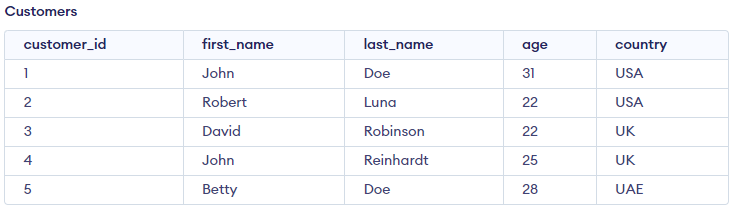 Customers
customer_id first_name last_name age country
1 John Doe 31 USA
2 Robert Luna 22 USA
3 David Robinson 22 UK
4 John Reinhardt 25 UK
5 Betty Doe 28 UAE